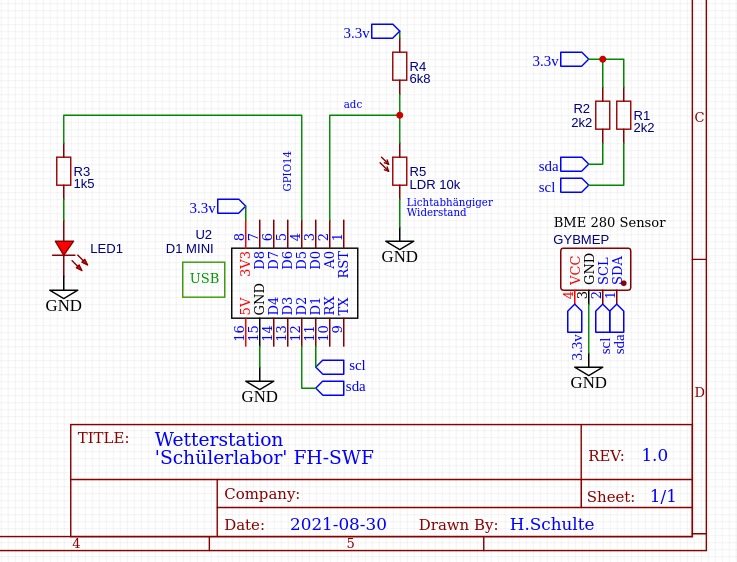 3.3v
R4
6k8
adc
3.3v
R2
2k2
R1
2k2
C
sda
scl
R3
1k5
GPIO14
R5
LDR 10k
Lichtabhängiger
Widerstand
3.3v
U2
D1 MINI
8 7 6 5 4 3 2 1
3V3 D8 D7 D6 D5 D0 A0 RST
LED1
USB
GND
BME 280 Sensor
GYBMEP
VCC GND SCL SDA
4 3 2 1
GND
5V GND D4 D3 D2 D1 RX TX
16 15 14 13 12 11 10 9
scl
sda
GND
3.3v
scl
sda
GND
D
TITLE:
Wetterstation
'Schülerlabor' FH-SWF
REV: 1.0
Company:
Sheet: 1/1
Date: 2021-08-30 Drawn By: H.Schulte
4 5